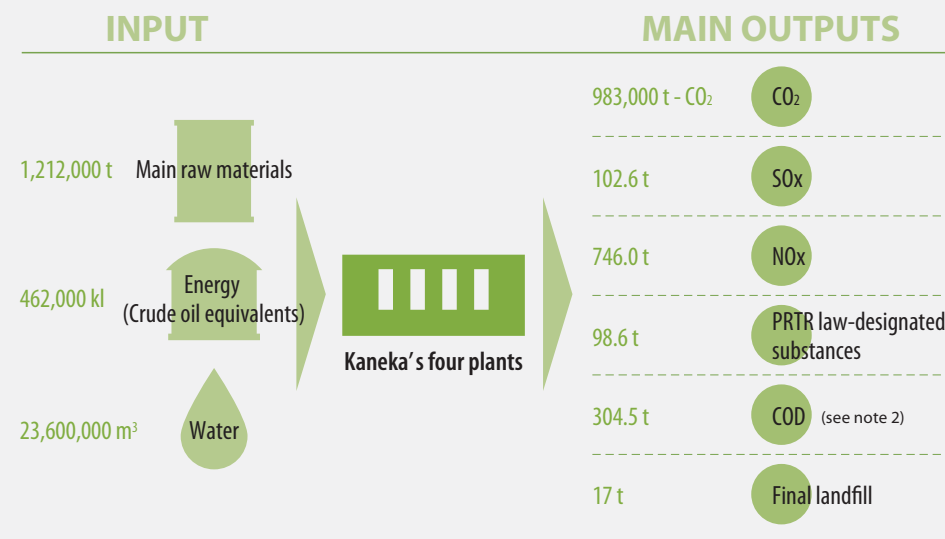 INPUT
MAIN OUTPUTS
1,212,000 t Main raw materials
462,000 kl Energy
(Crude oil equivalents)
23,600,000 m³ Water
Kaneka's four plants
983,000 t - CO₂ CO₂
102.6 t SOx
746.0 t NOx
98.6 t PRTR law-designated
substances
304.5 t COD (see note 2)
17 t Final landfill